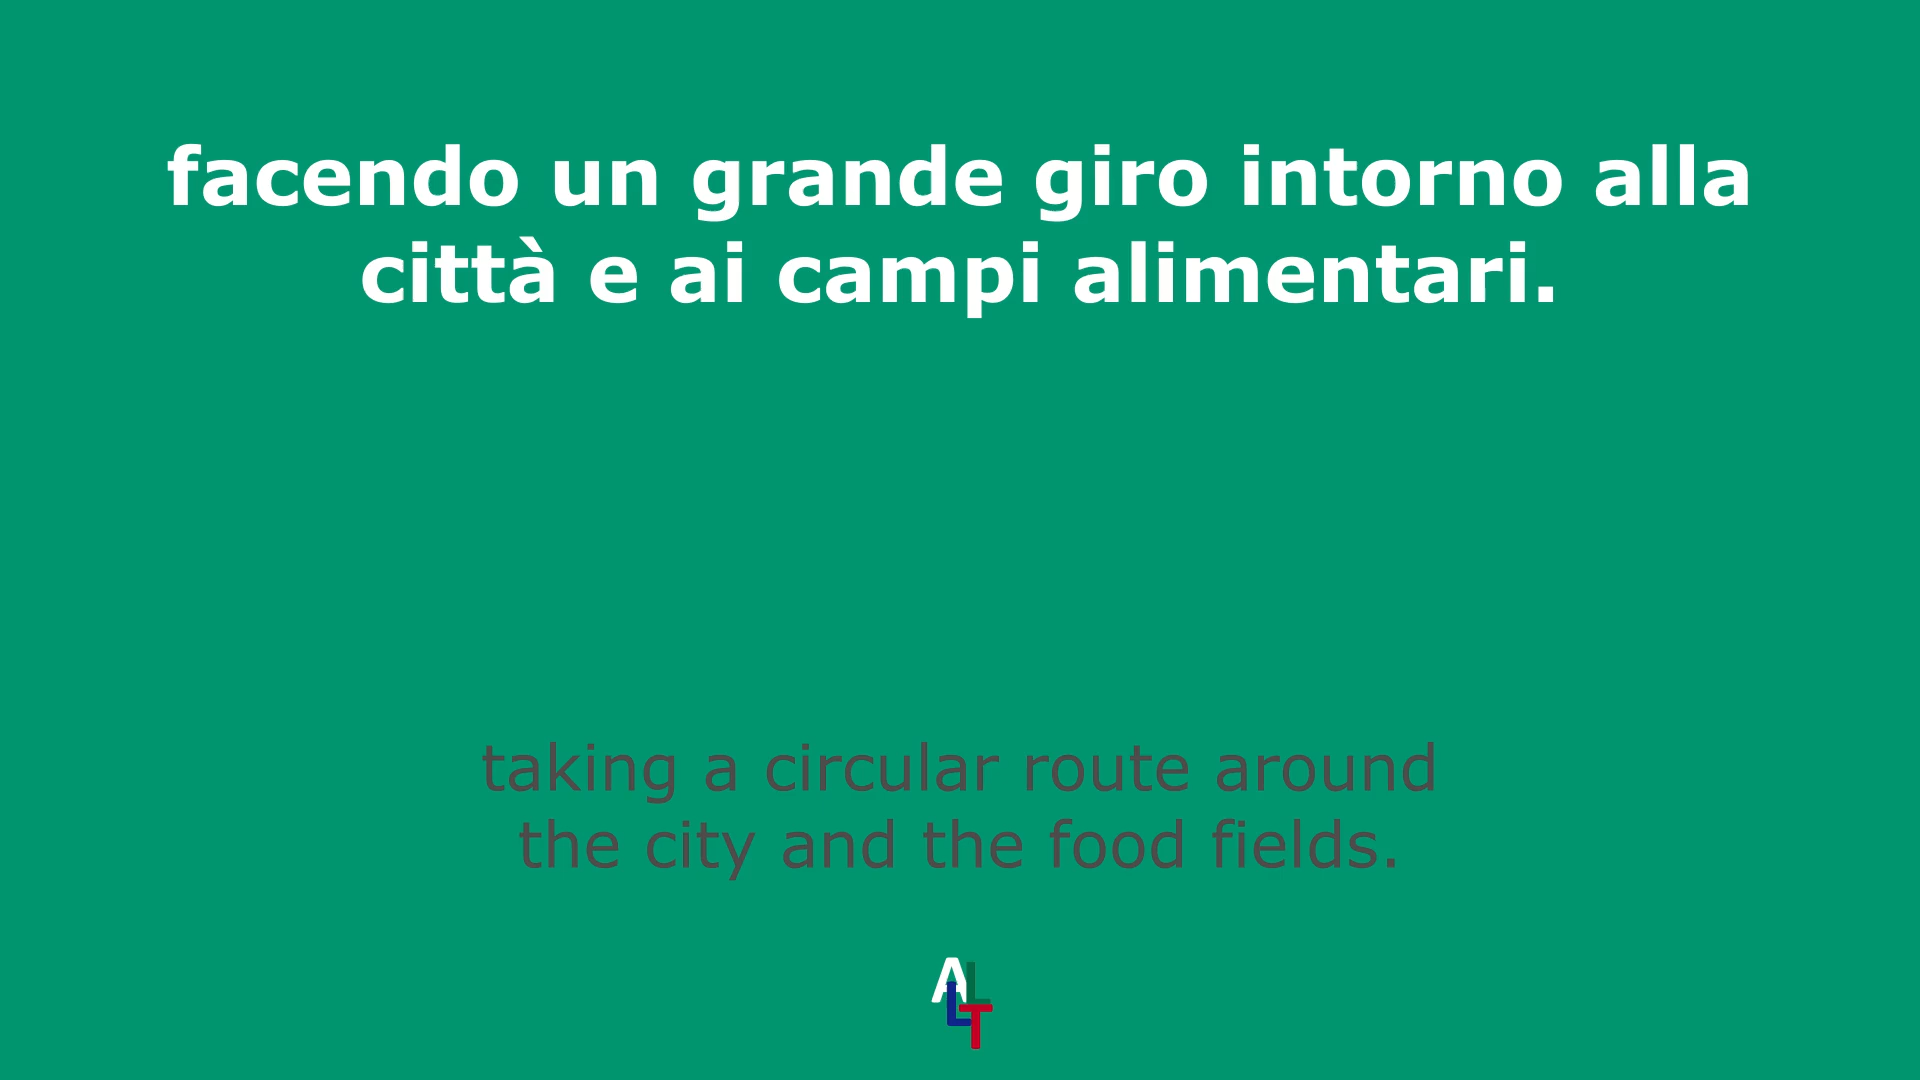 facendo un grande giro intorno alla
città e ai campi alimentari.
taking a circular route around
the city and the food fields.
ALLT